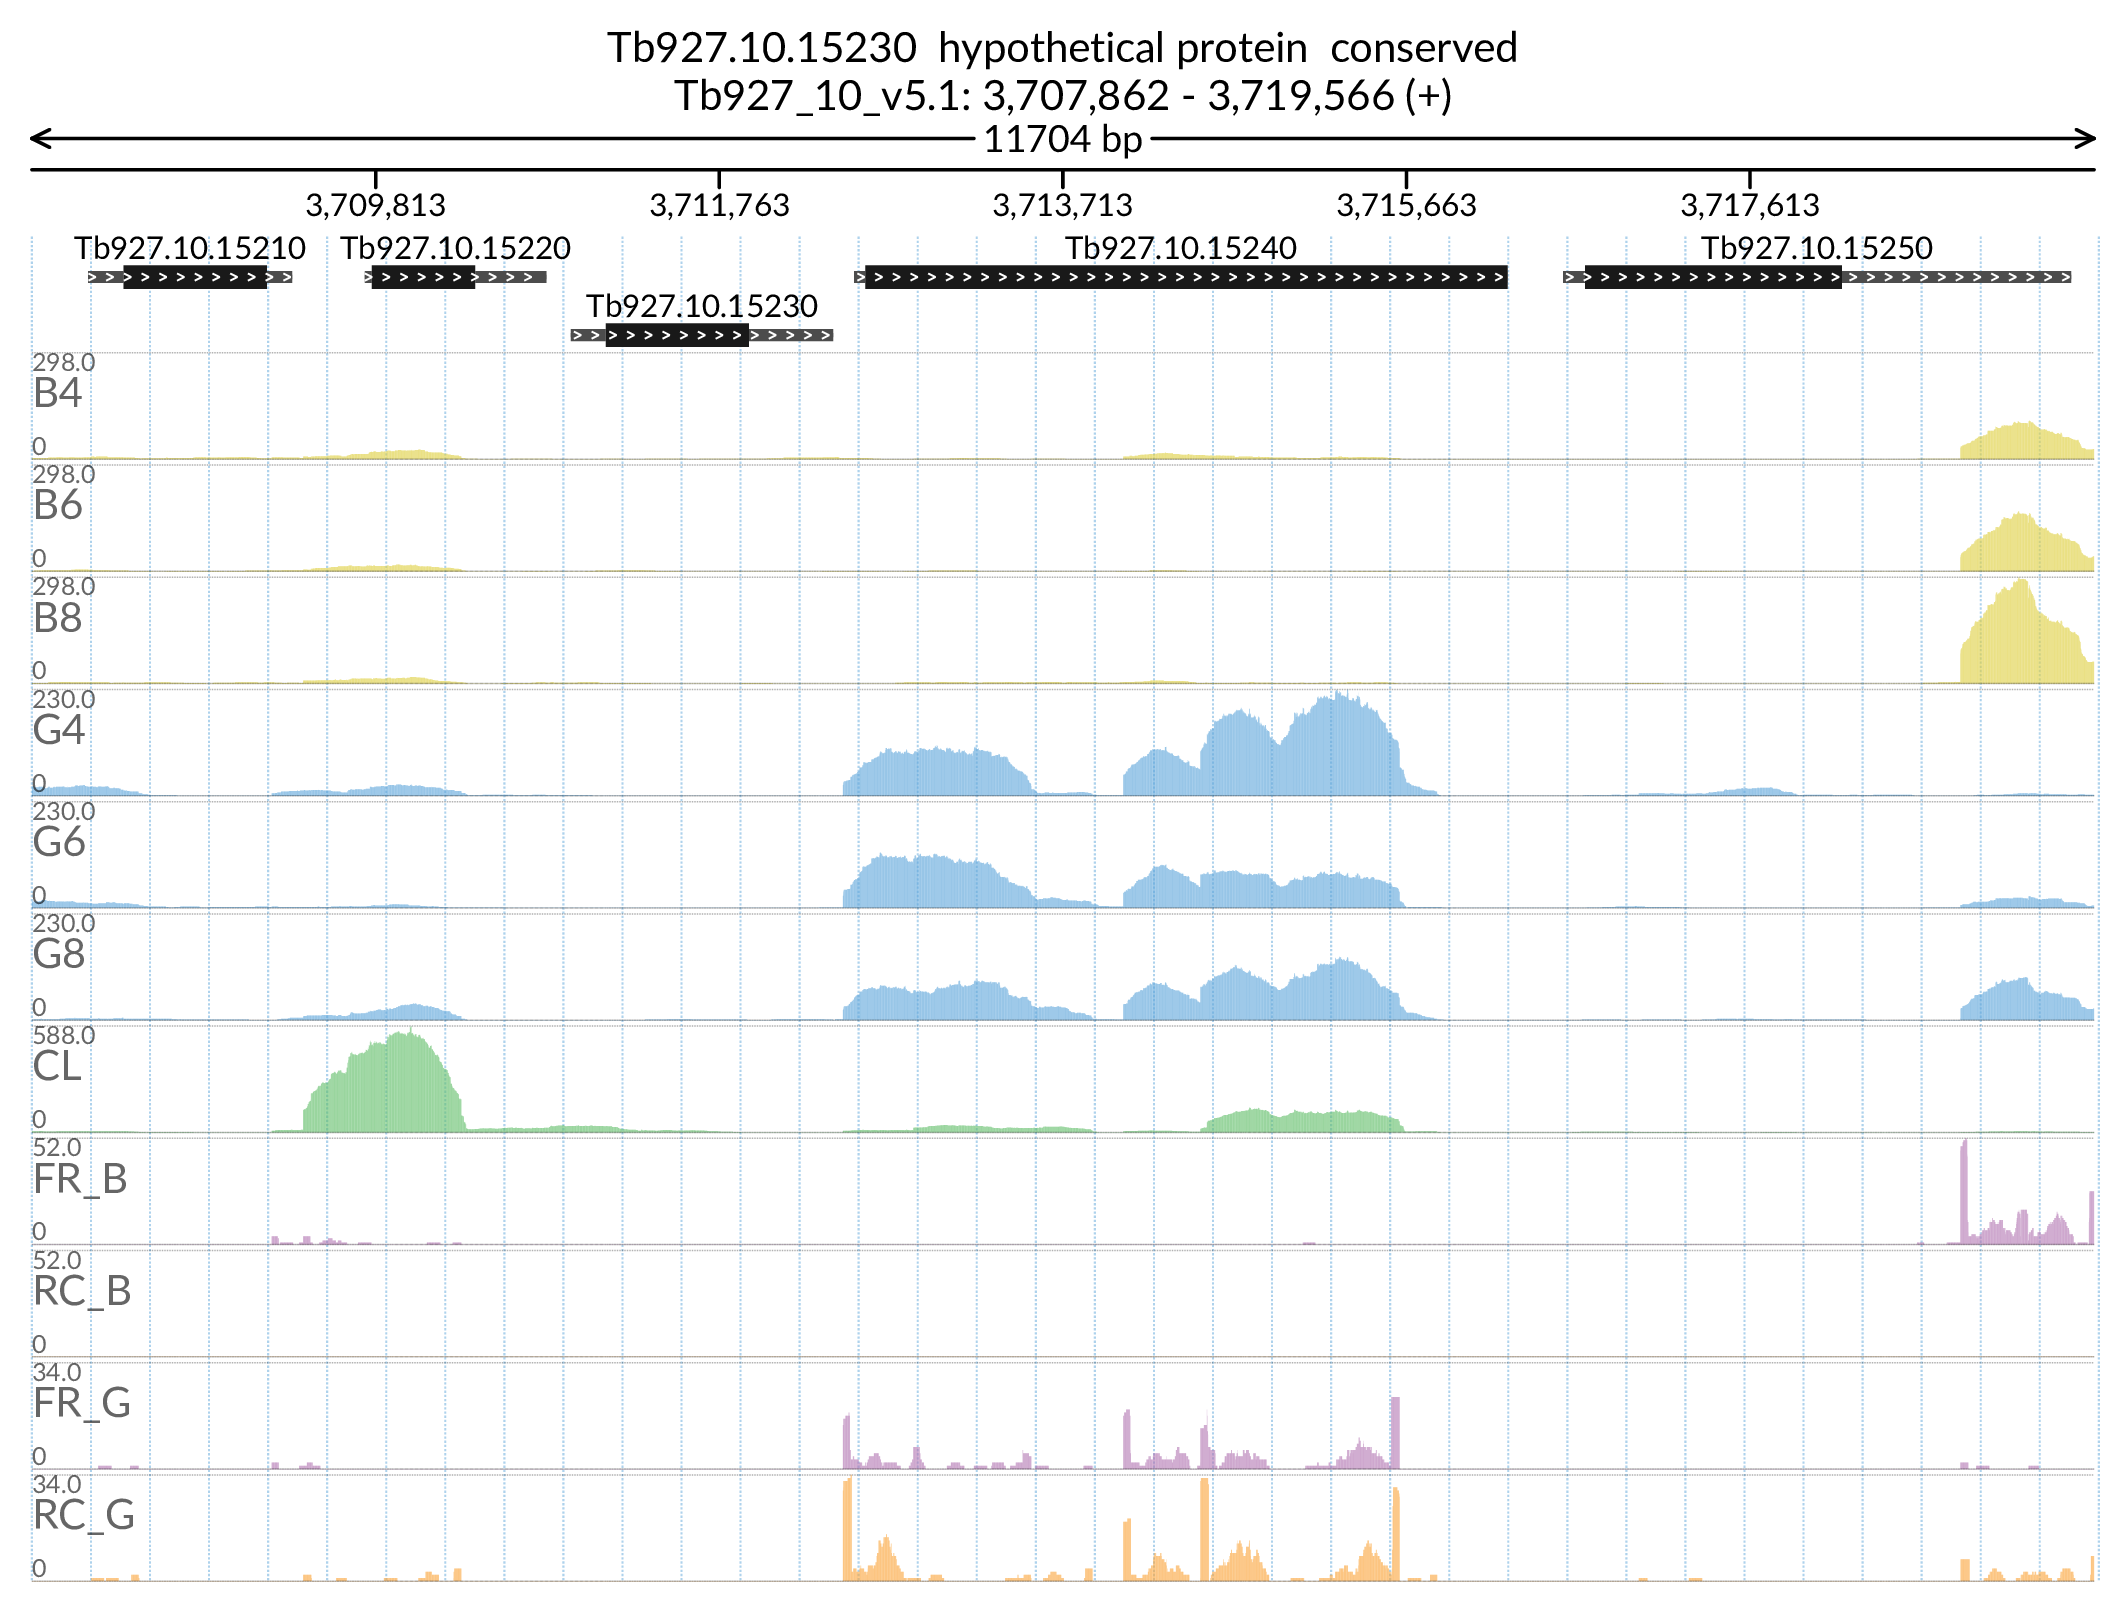 Tb927.10.15230  hypothetical protein  conserved
Tb927_10_v5.1: 3,707,862 - 3,719,566 (+)
11704 bp
3,709,813 3,711,763 3,713,713 3,715,663 3,717,613
Tb927.10.15210 Tb927.10.15220 Tb927.10.15240 Tb927.10.15250
Tb927.10.15230
298.0
B4
0
298.0
B6
0
298.0
B8
0
230.0
G4
0
230.0
G6
0
230.0
G8
0
588.0
CL
0
52.0
FR_B
0
52.0
RC_B
0
34.0
FR_G
0
34.0
RC_G
0